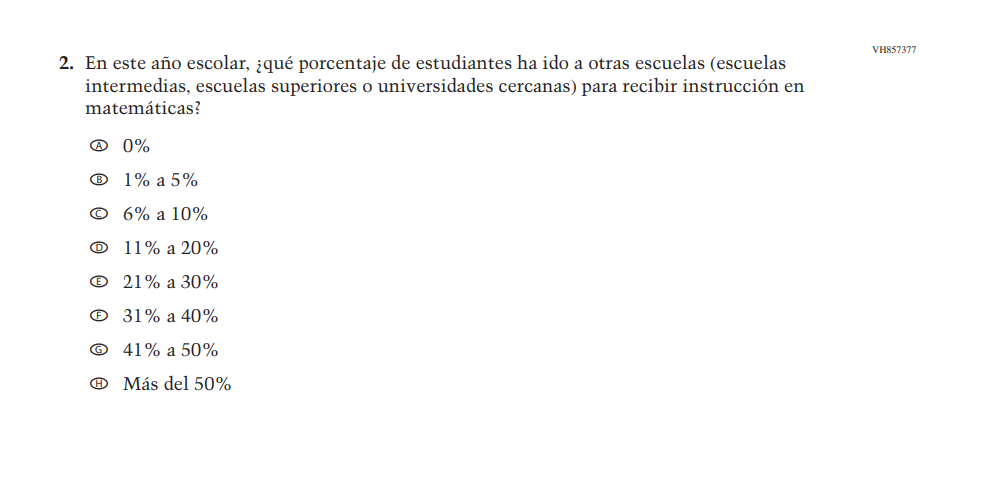 VH857377
2. En este año escolar, ¿qué porcentaje de estudiantes ha ido a otras escuelas (escuelas
intermedias, escuelas superiores o universidades cercanas) para recibir instrucción en
matemáticas?
A 0%
B 1% a 5%
C 6% a 10%
D 11% a 20%
E 21% a 30%
F 31% a 40%
G 41% a 50%
H Más del 50%